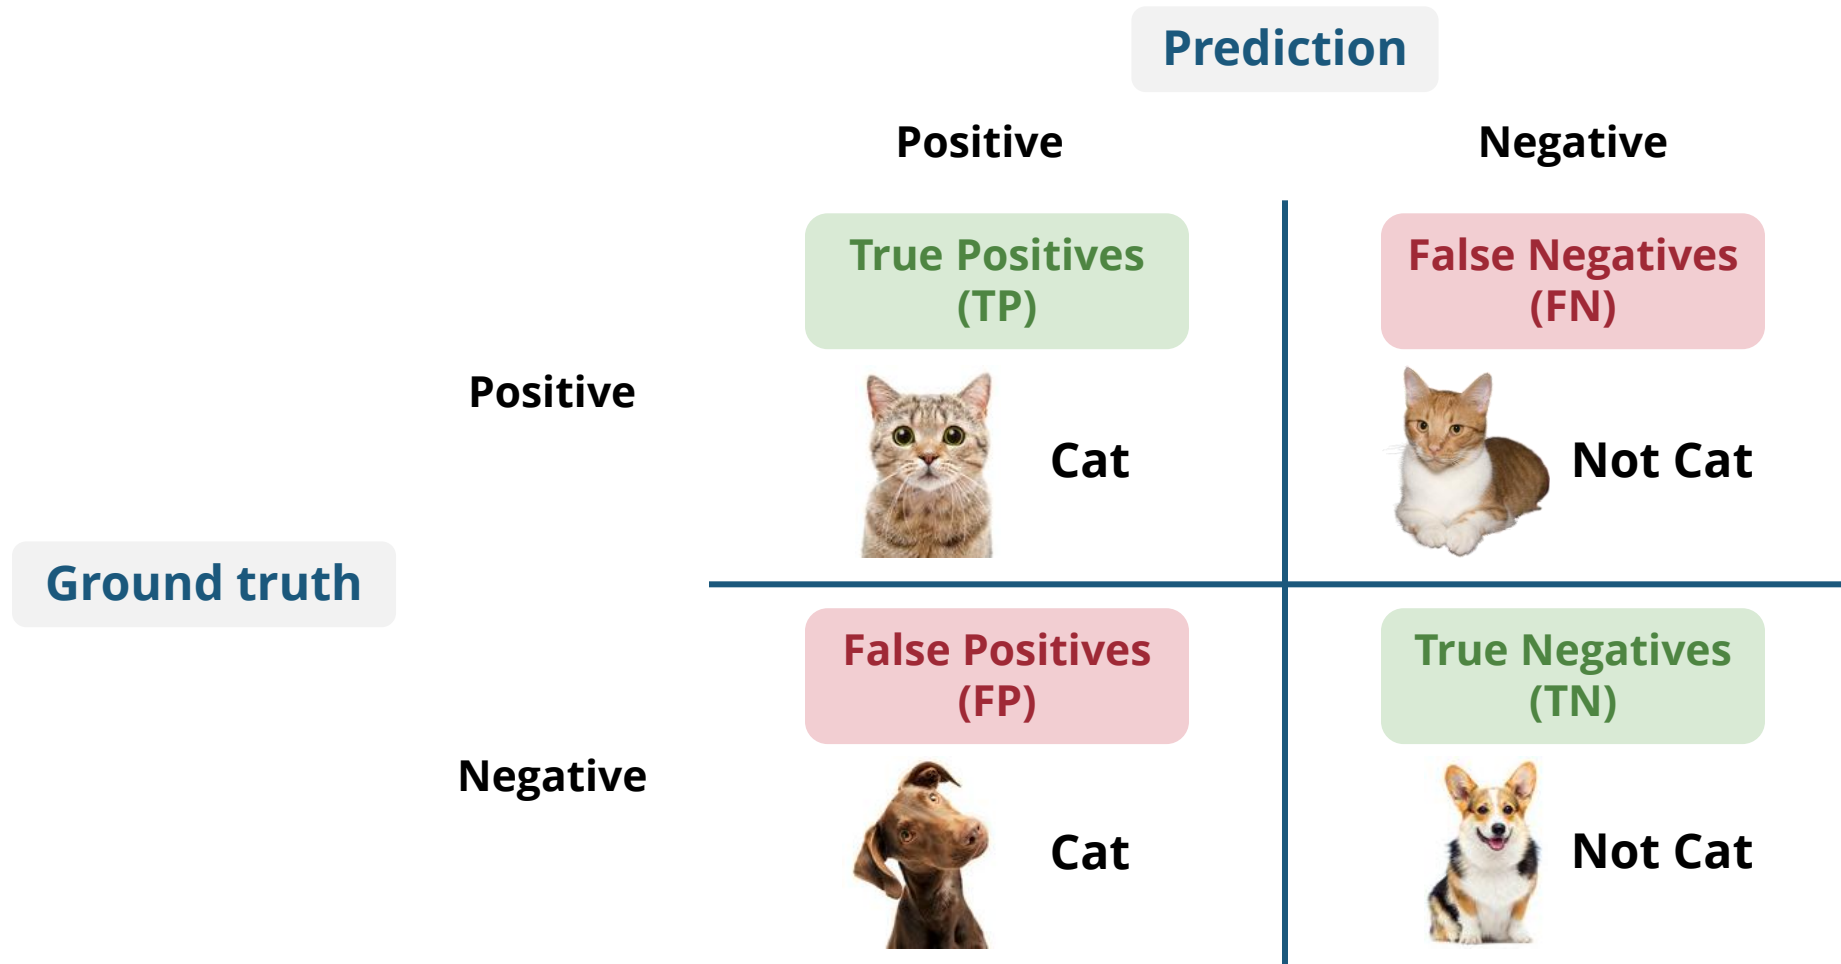 Prediction
Positive
Negative
True Positives
(TP)
False Negatives
(FN)
Positive
Cat
Not Cat
Ground truth
False Positives
(FP)
True Negatives
(TN)
Negative
Cat
Not Cat